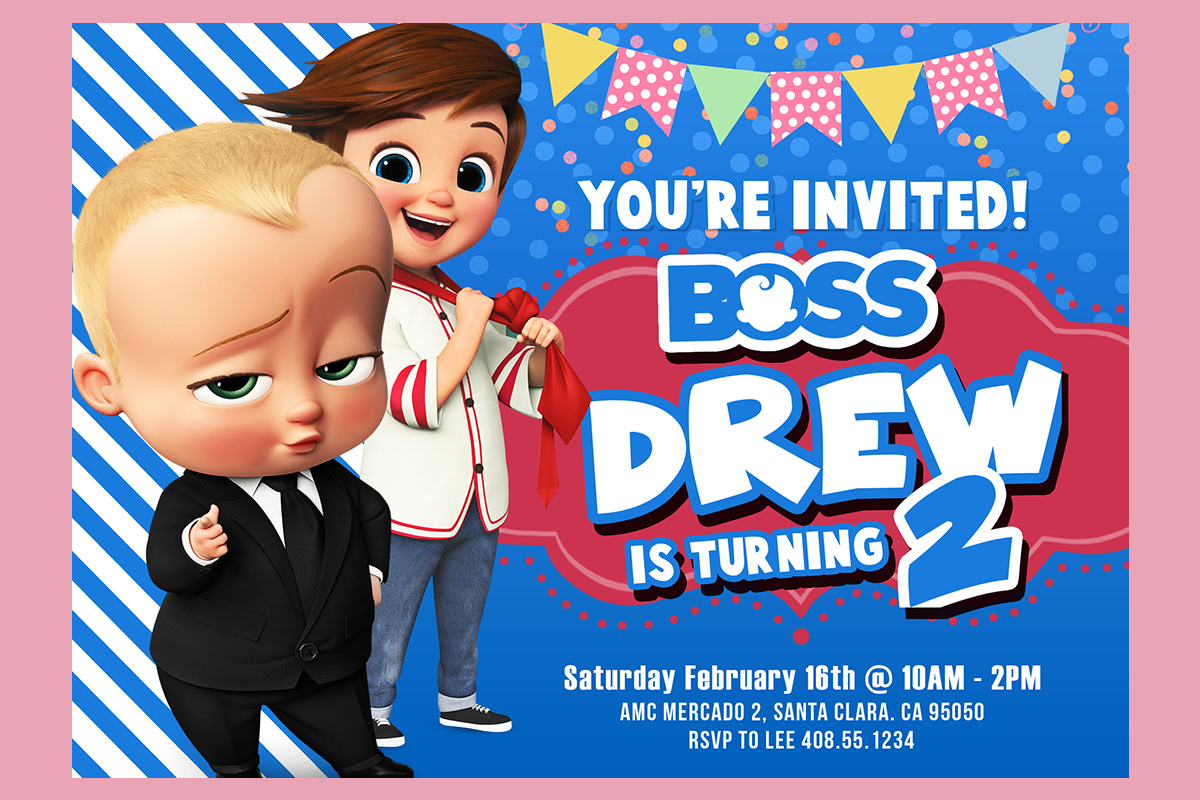 YOU'RE INVITED!
BOSS
DREW
IS TURNING 2
Saturday February 16th @ 10AM - 2PM
AMC MERCADO 2, SANTA CLARA. CA 95050
RSVP TO LEE 408.55.1234